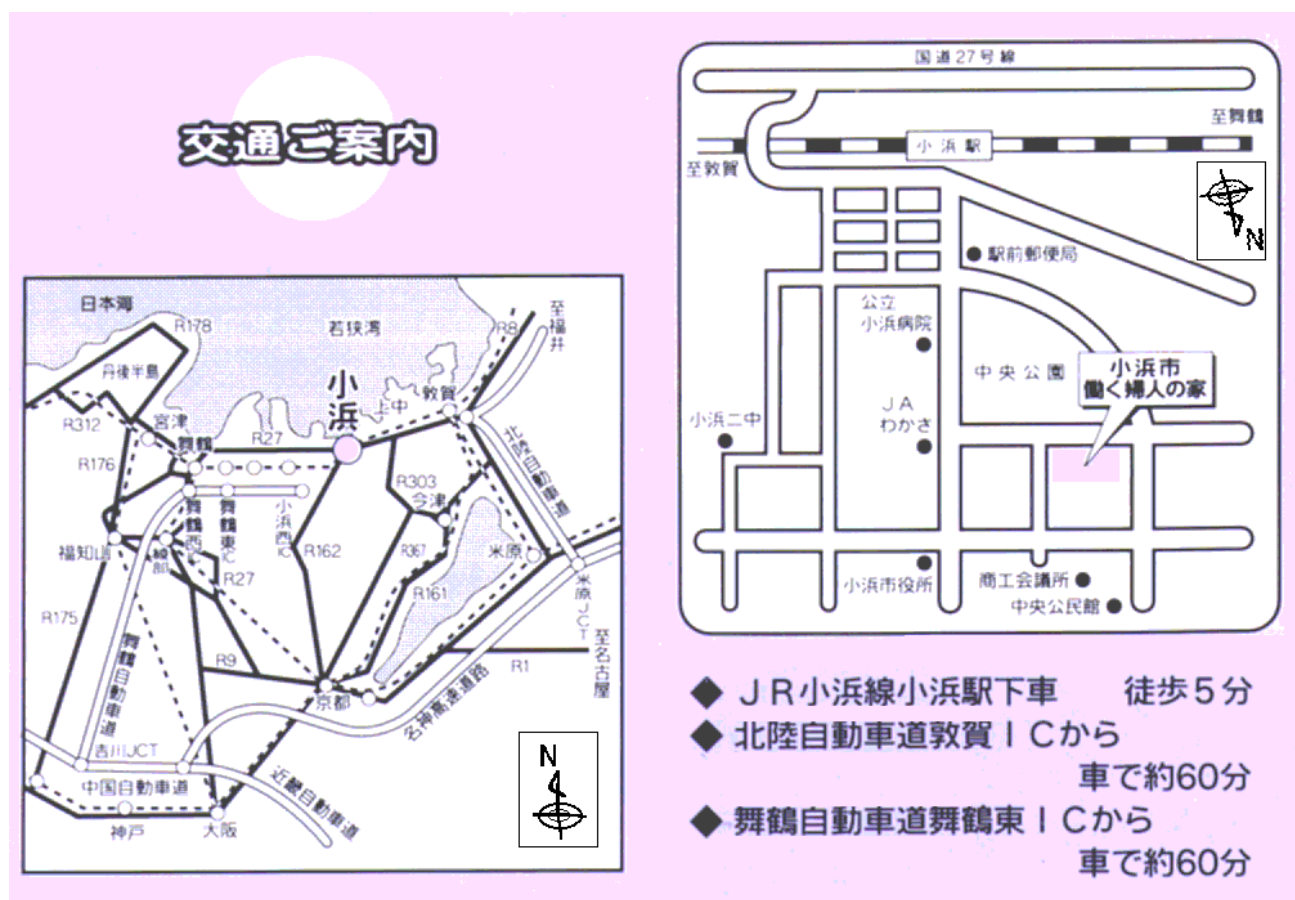 交通ご案内
日本海
R178
若狭湾
R8
至福井
丹後半島
小浜
上中
敦賀
R312
宮津
舞鶴
R27
北陸自動車道
R176
R303
今津
舞鶴西IC
舞鶴東IC
小浜西IC
福知山
綾部
R162
R367
米原
R27
R161
米原JCT
R175
舞鶴自動車道
R9
至名古屋
R1
京都
名神高速道路
吉川JCT
中国自動車道
近畿自動車道
神戸
大阪
N
国道27号線
至舞鶴
小浜駅
至敦賀
N
駅前郵便局
公立
小浜病院
中央公園
小浜市
働く婦人の家
JA
わかさ
小浜二中
小浜市役所
商工会議所
中央公民館
◆ JR小浜線小浜駅下車 徒歩5分
◆ 北陸自動車道敦賀ICから
車で約60分
◆ 舞鶴自動車道舞鶴東ICから
車で約60分